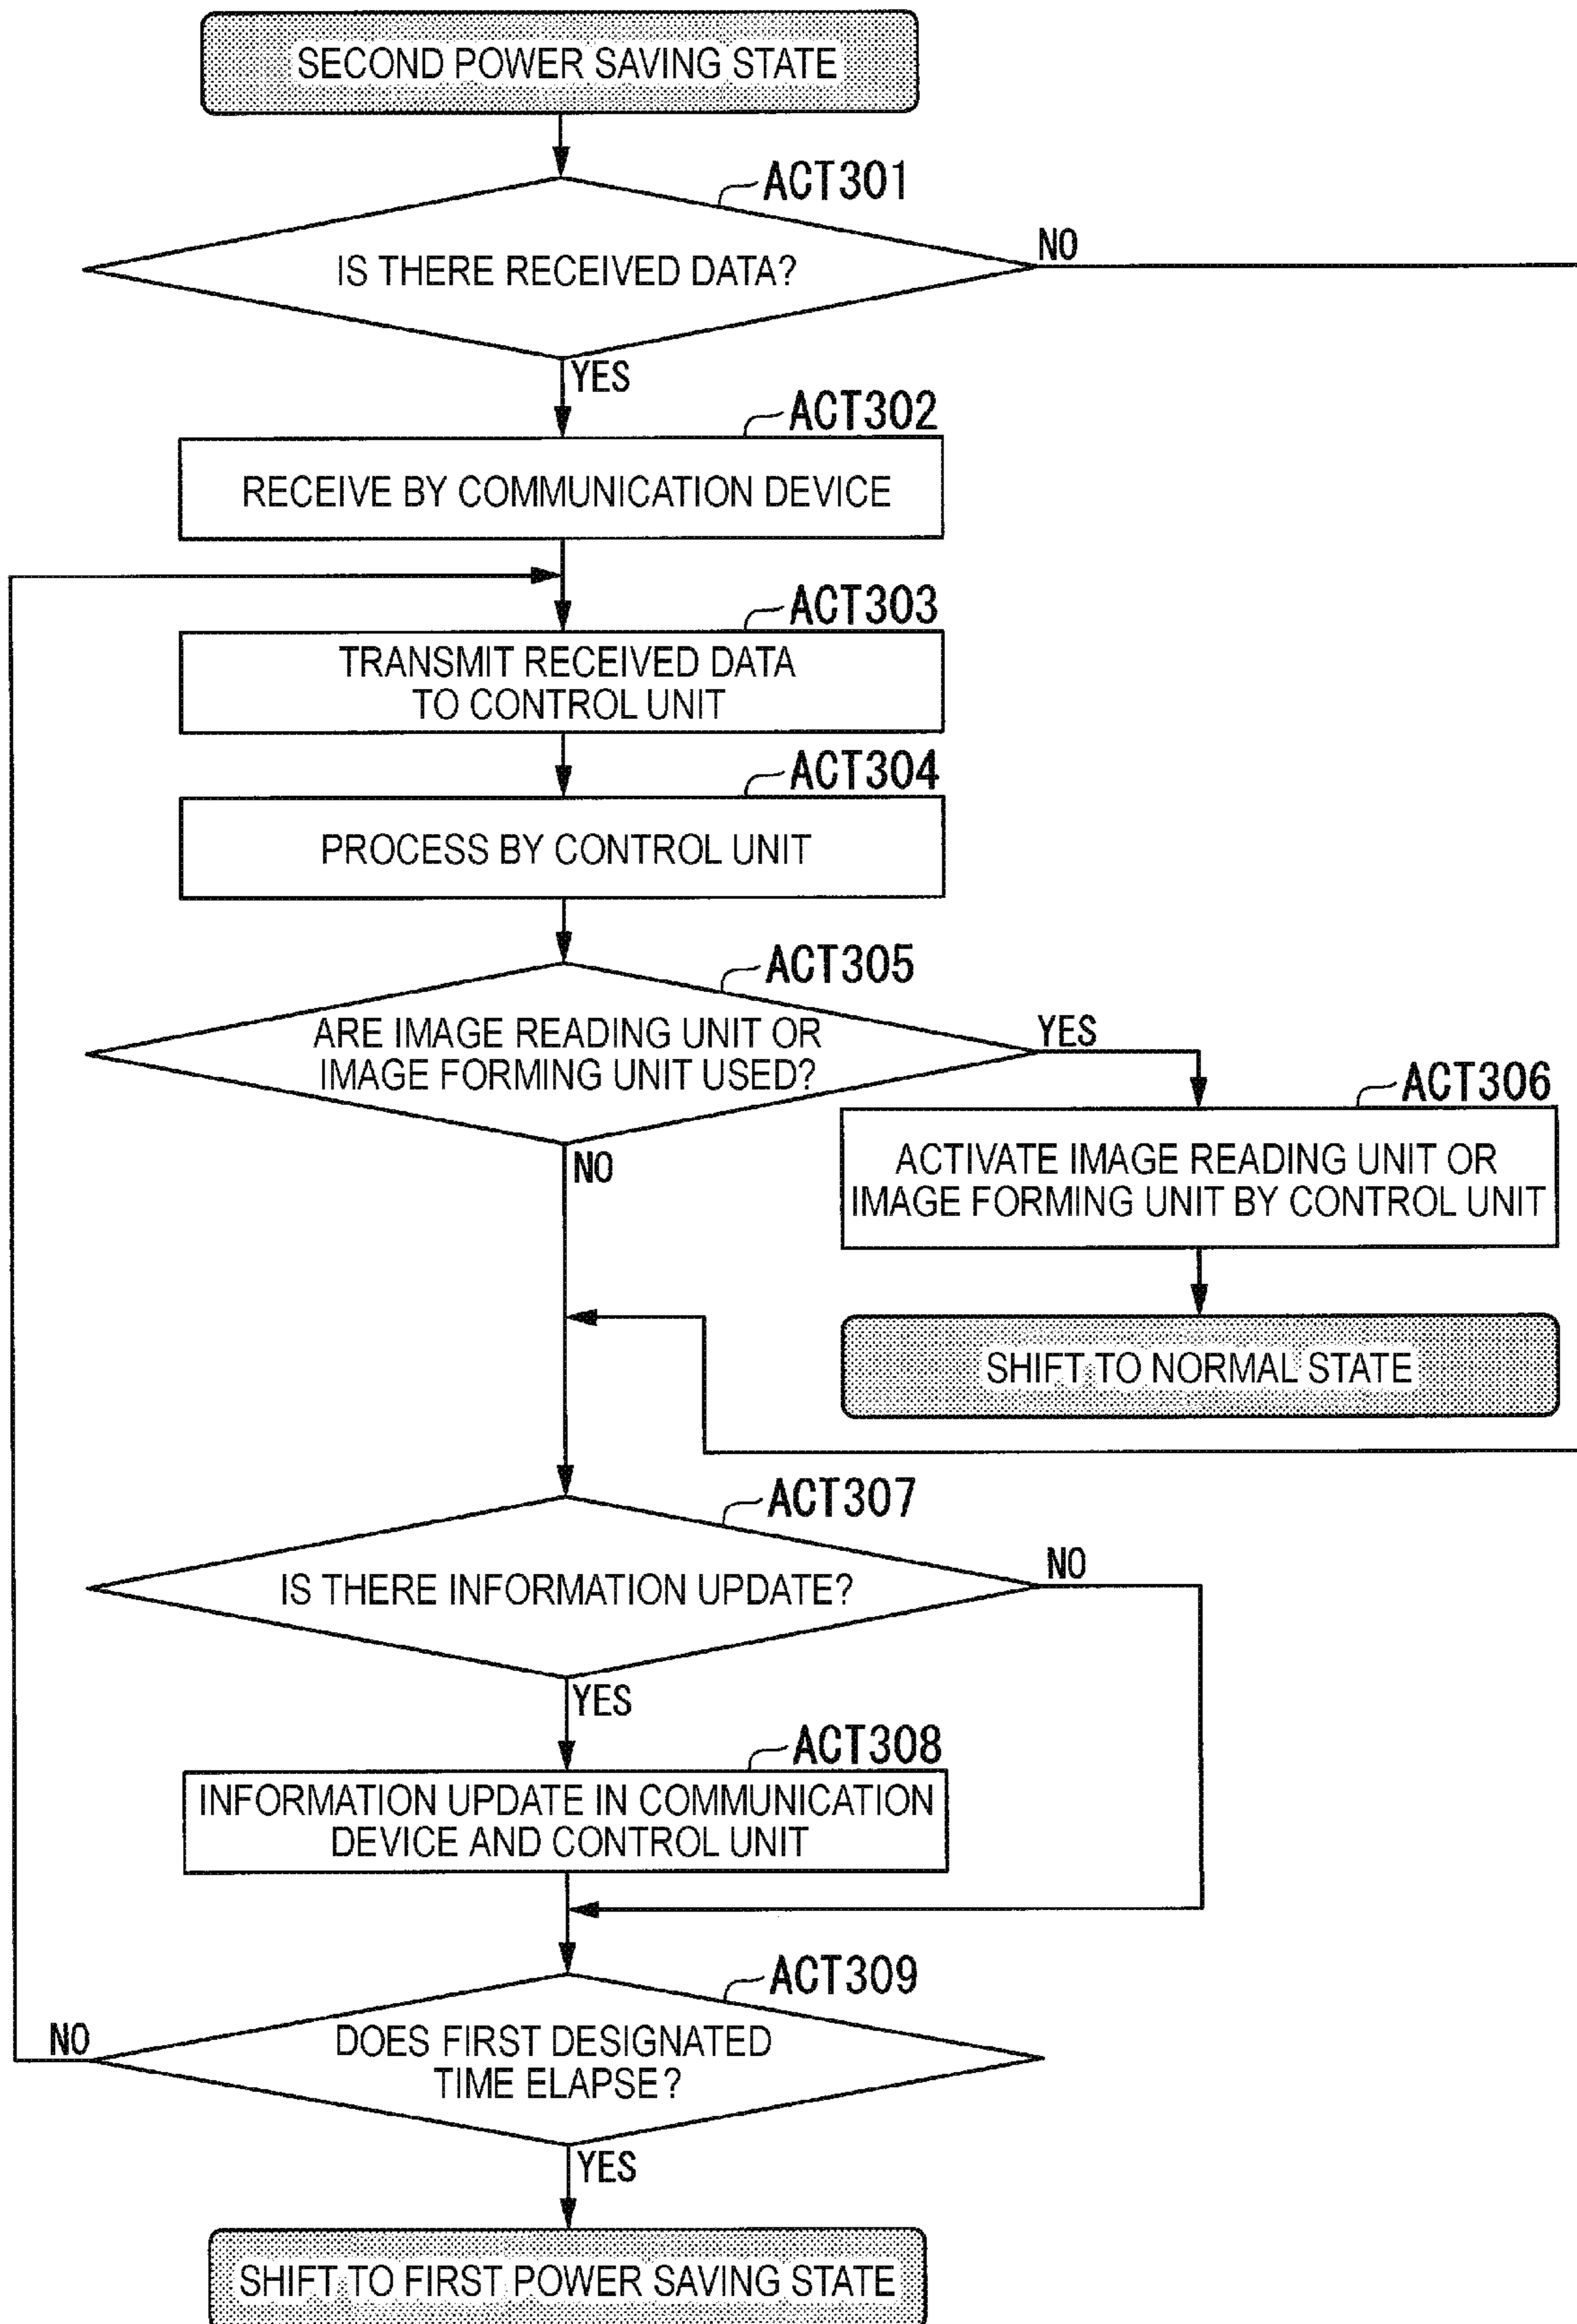 SECOND POWER SAVING STATE
ACT301
IS THERE RECEIVED DATA?
NO
YES
ACT302
RECEIVE BY COMMUNICATION DEVICE
ACT303
TRANSMIT RECEIVED DATA
TO CONTROL UNIT
ACT304
PROCESS BY CONTROL UNIT
ACT305
ARE IMAGE READING UNIT OR
IMAGE FORMING UNIT USED?
YES
NO
ACT306
ACTIVATE IMAGE READING UNIT OR
IMAGE FORMING UNIT BY CONTROL UNIT
SHIFT TO NORMAL STATE
ACT307
IS THERE INFORMATION UPDATE?
NO
YES
ACT308
INFORMATION UPDATE IN COMMUNICATION
DEVICE AND CONTROL UNIT
ACT309
DOES FIRST DESIGNATED
TIME ELAPSE?
NO
YES
SHIFT TO FIRST POWER SAVING STATE